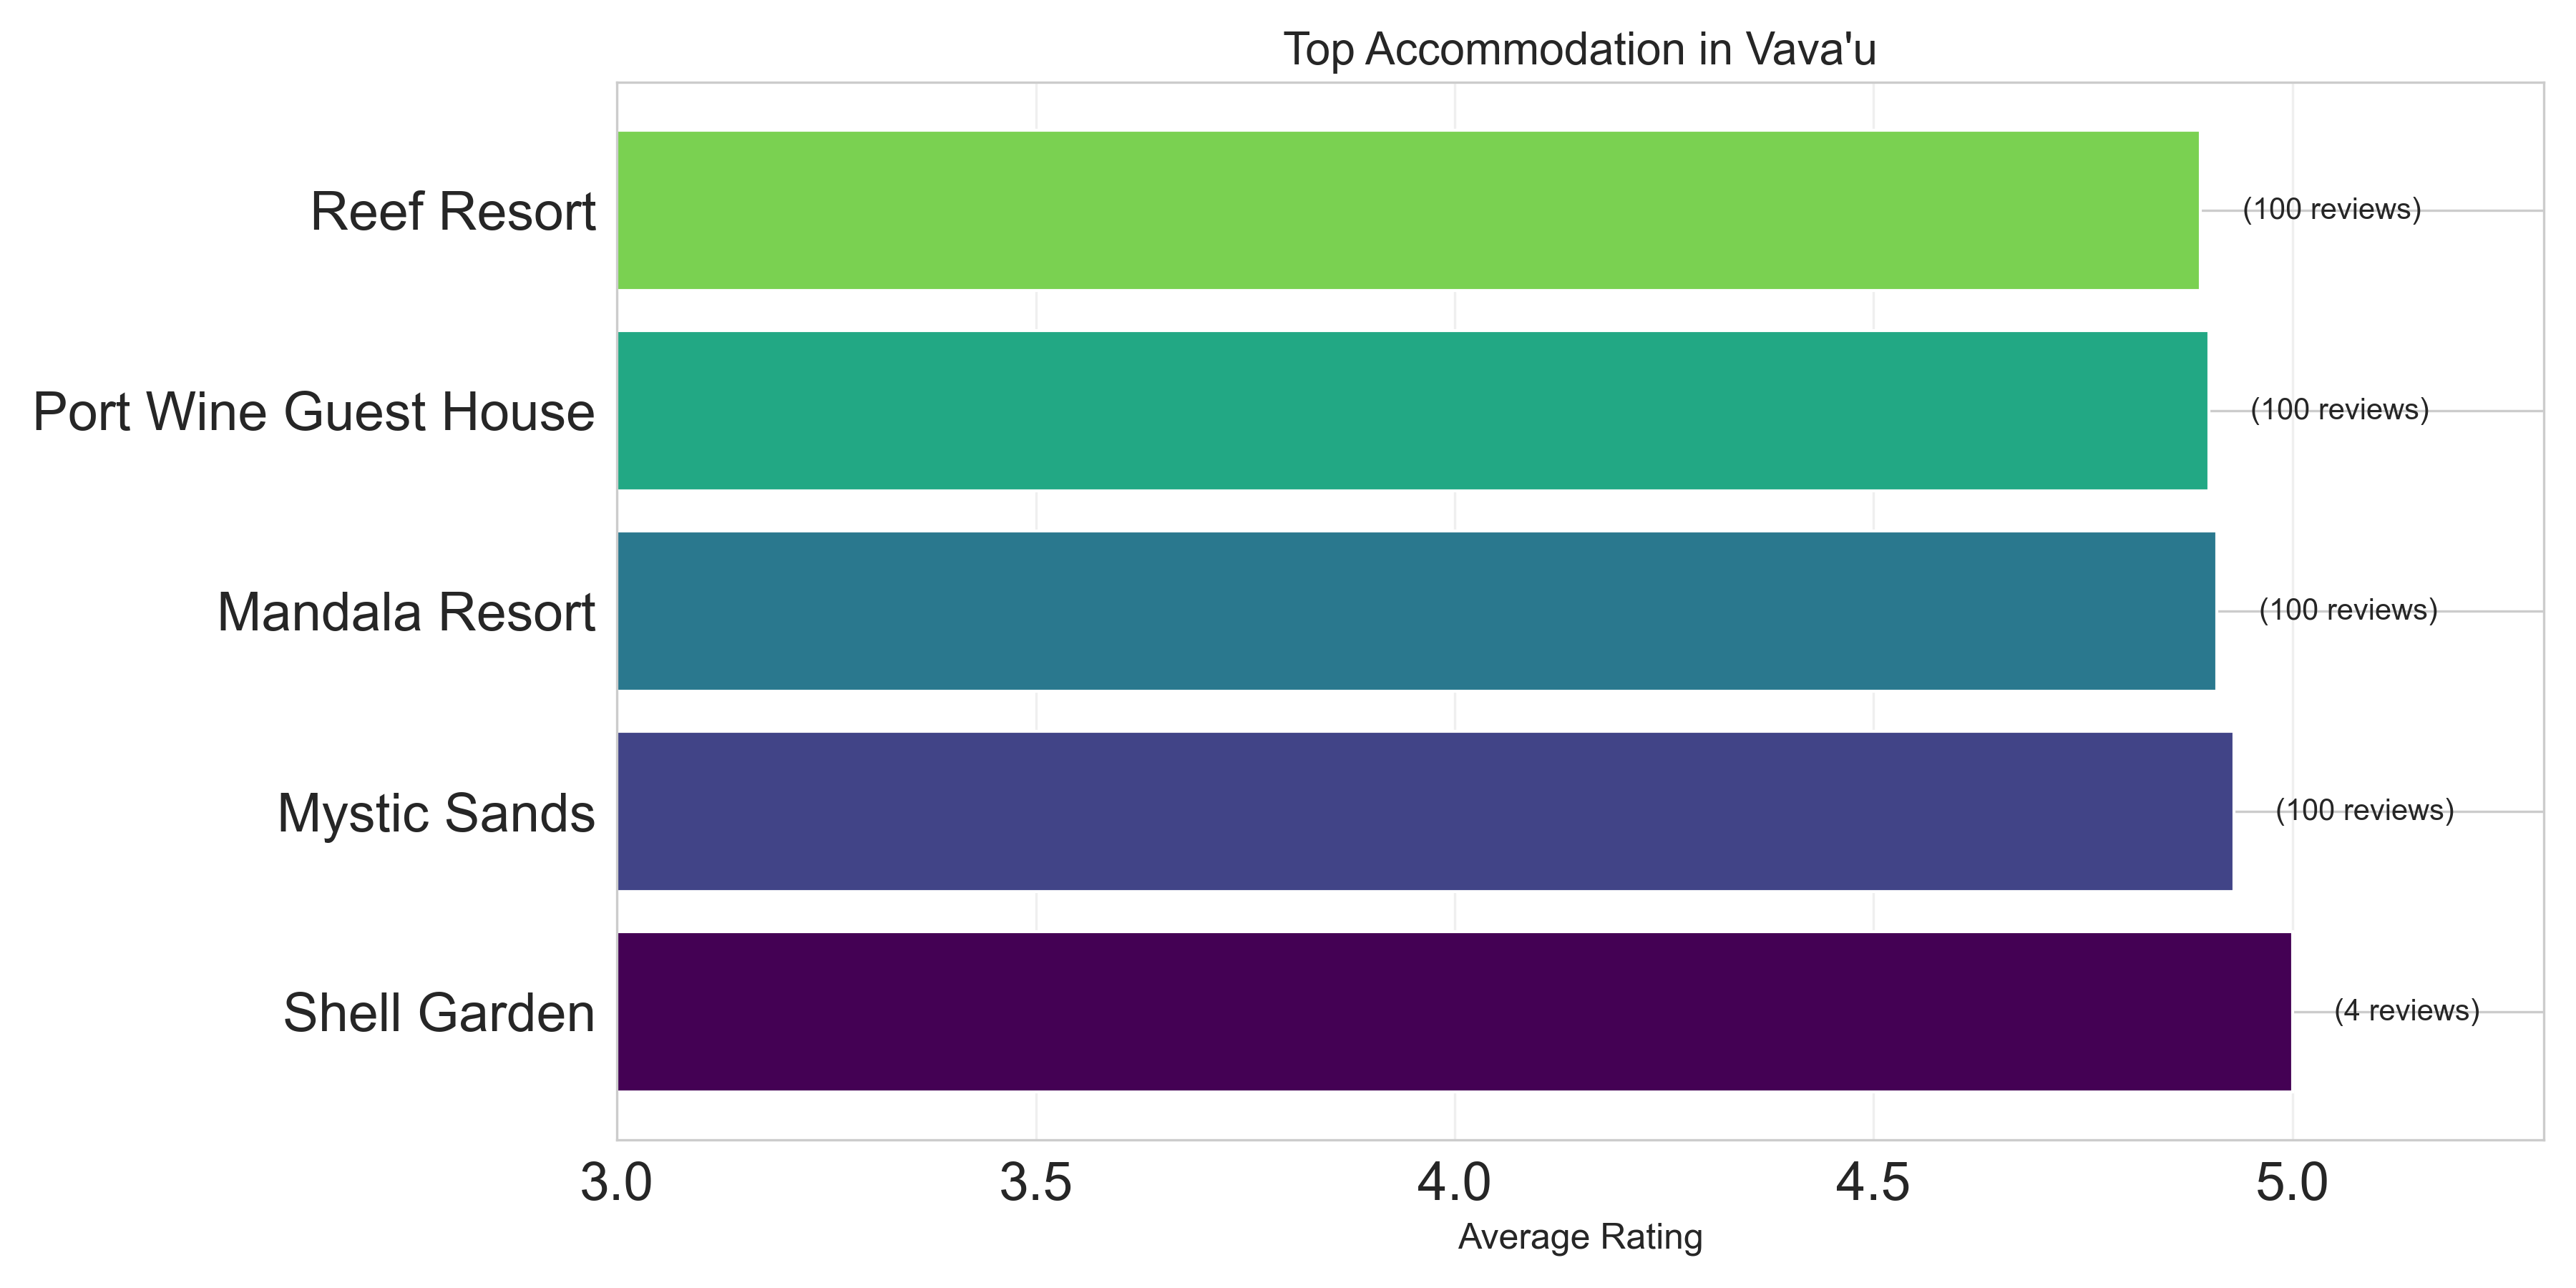 Top Accommodation in Vava'u
Reef Resort
(100 reviews)
Port Wine Guest House
(100 reviews)
Mandala Resort
(100 reviews)
Mystic Sands
(100 reviews)
Shell Garden
(4 reviews)
3.0 3.5 4.0 4.5 5.0
Average Rating